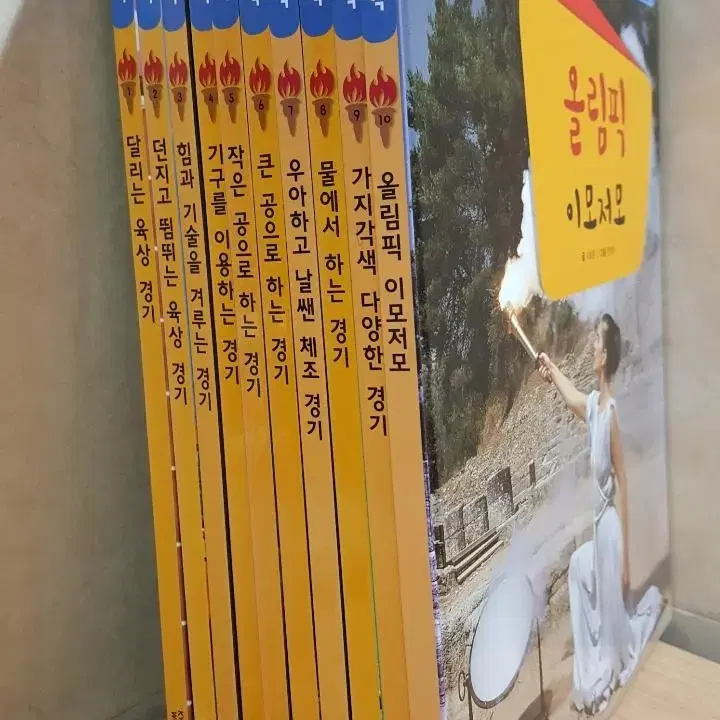 1
달리는 육상 경기
2
던지고 뜀뛰는 육상 경기
3
힘과 기술을 겨루는 경기
4
기구를 이용하는 경기
5
작은 공으로 하는 경기
6
큰 공으로 하는 경기
7
우아하고 날쌘 체조 경기
8
물에서 하는 경기
9
가지각색 다양한 경기
10
올림픽 이모저모
올림픽
이모저모